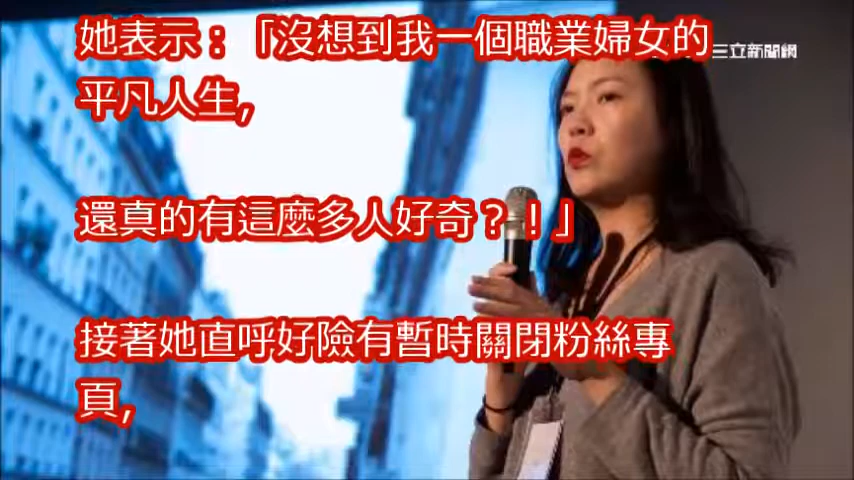 她表示：「沒想到我一個職業婦女的
三立新聞網
平凡人生,
還真的有這麼多人好奇？！」
接著她直呼好險有暫時關閉粉絲專
頁,